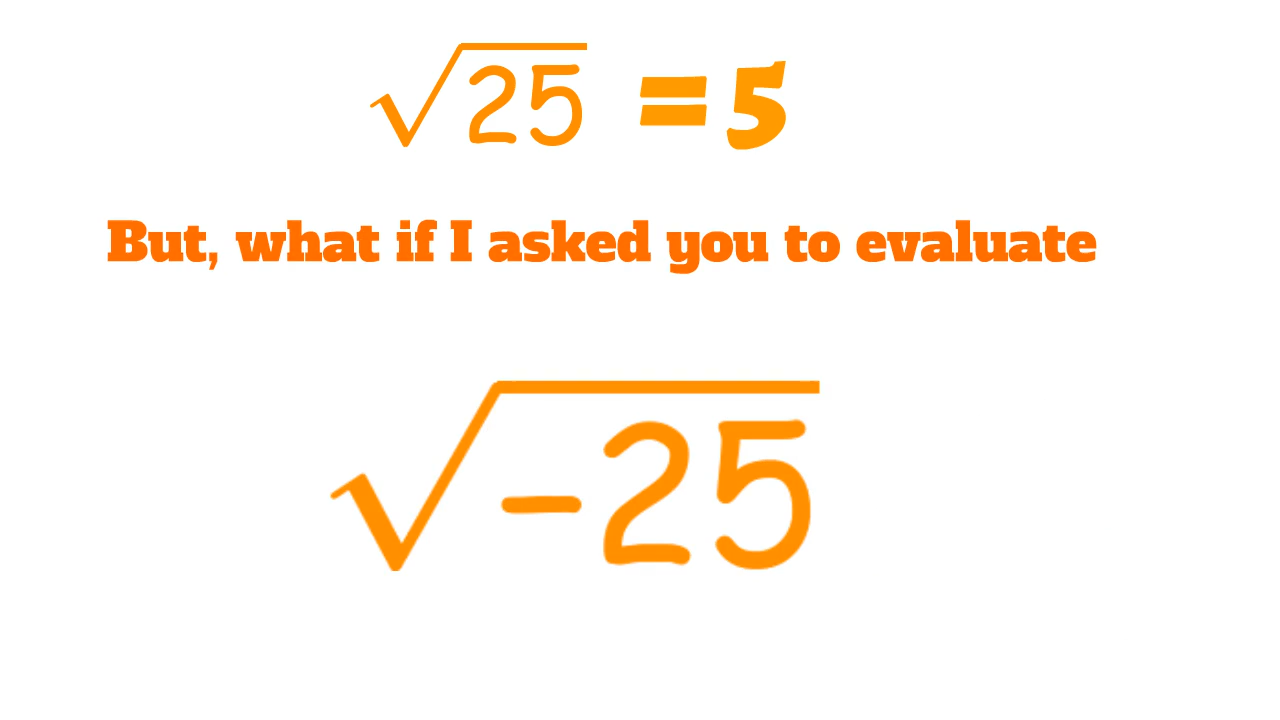 √25 = 5
But, what if I asked you to evaluate
√-25